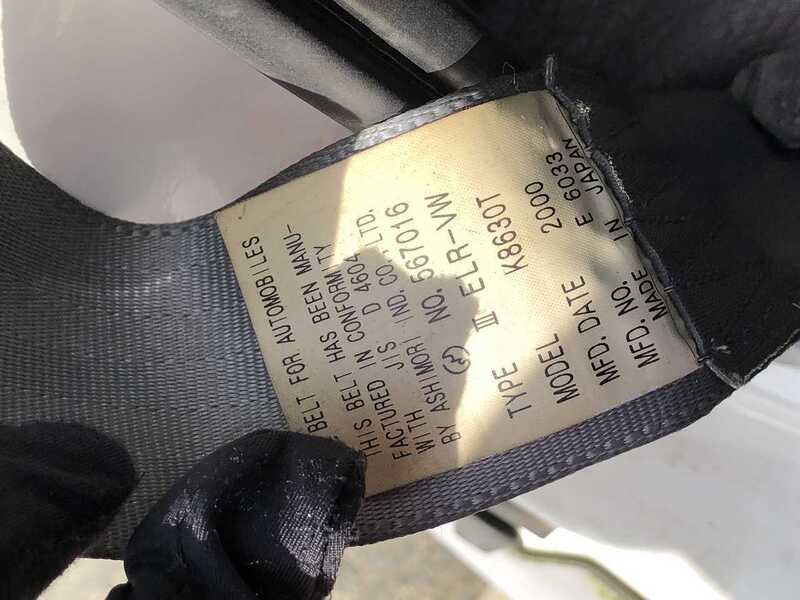 BELT FOR AUTOMOBILES
THIS BELT HAS BEEN MANU-
FACTURED IN CONFORMITY
WITH JIS D 4604
BY ASHIMORI IND. CO., LTD.
NO. 567016
TYPE III ELR-VW
MODEL K8630T
MFD. DATE 2000
MFD. NO. E 6033
MADE IN JAPAN